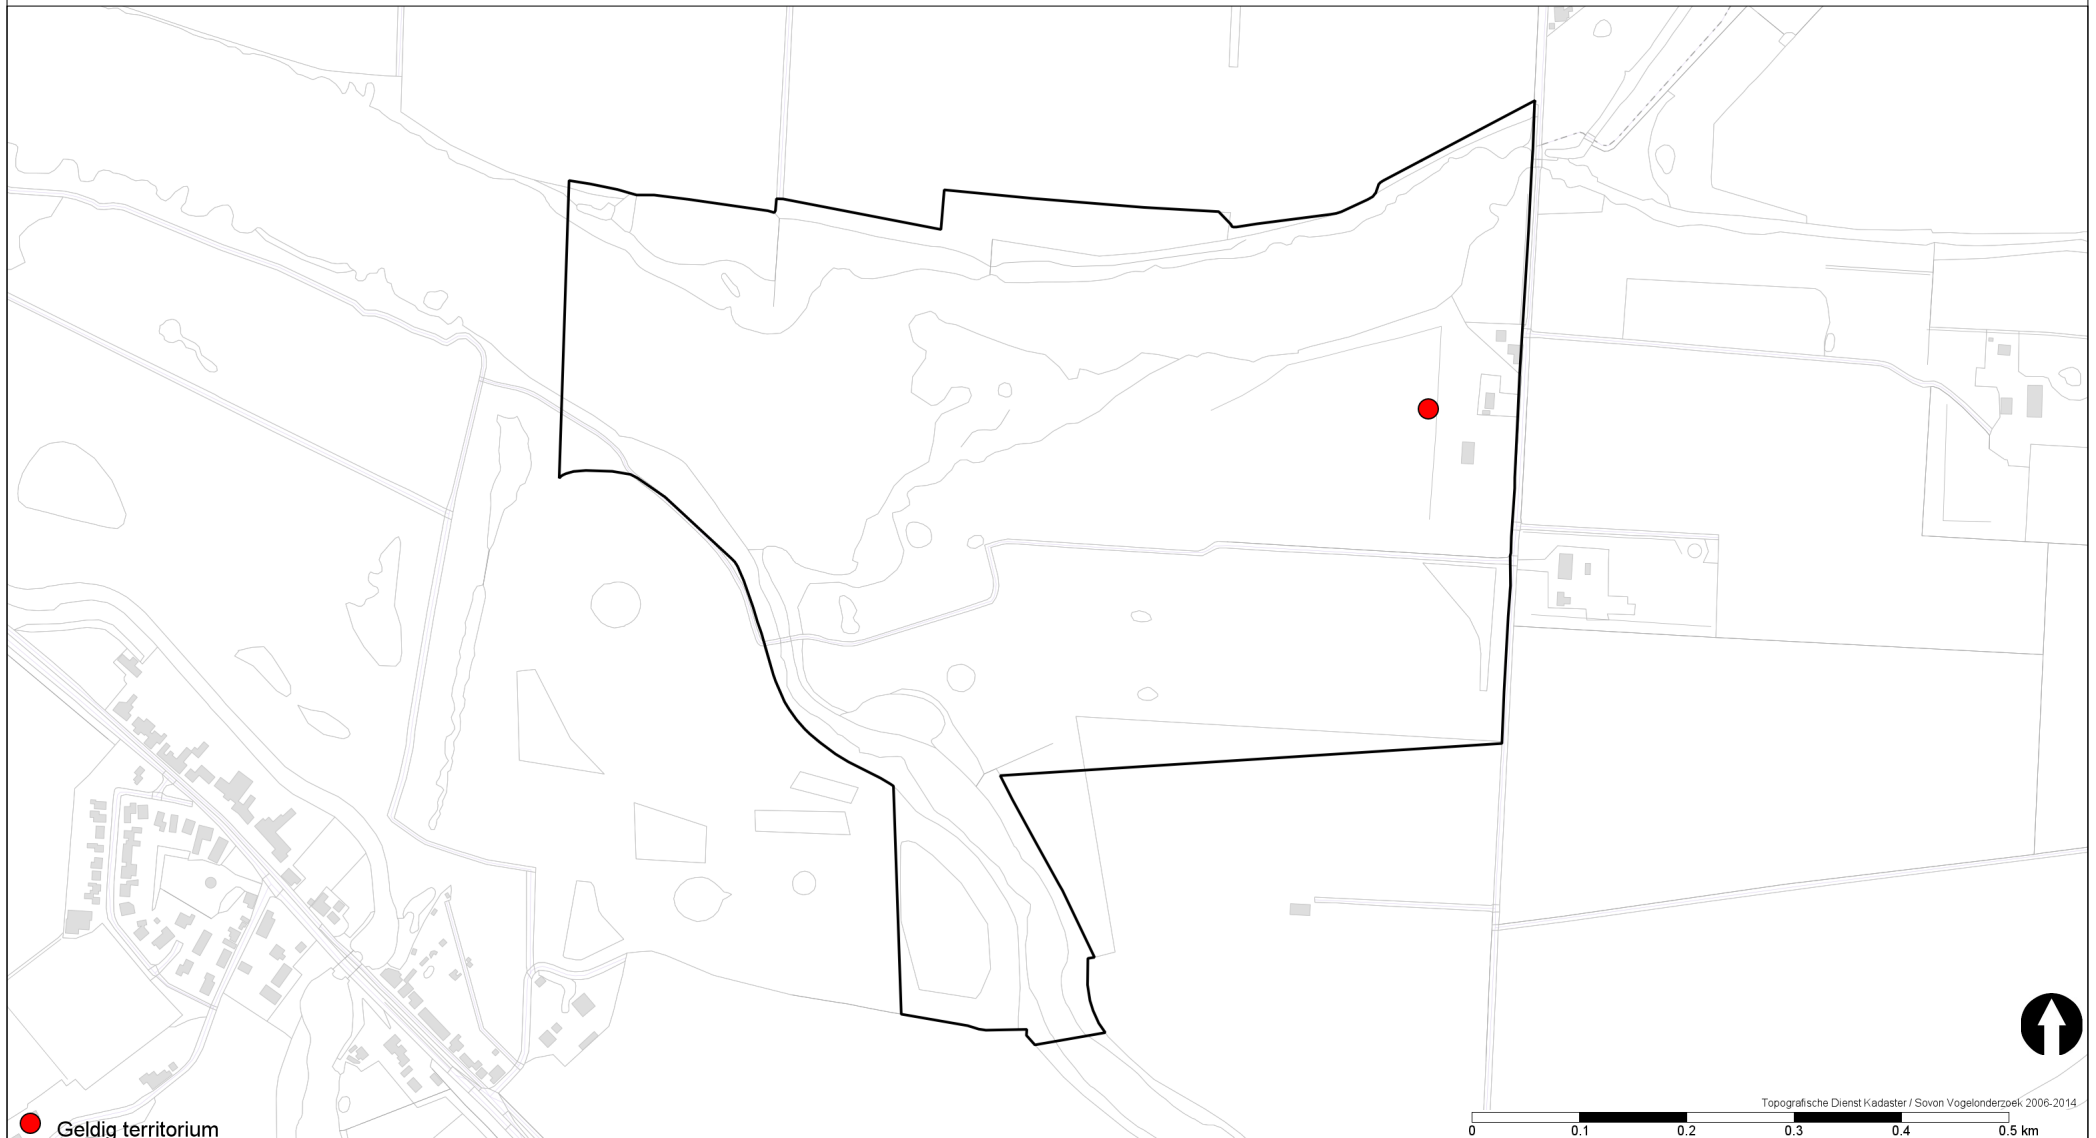 Topografische Dienst Kadaster / Sovon Vogelonderzoek 2006-2014
0 0.1 0.2 0.3 0.4 0.5 km
Geldig territorium